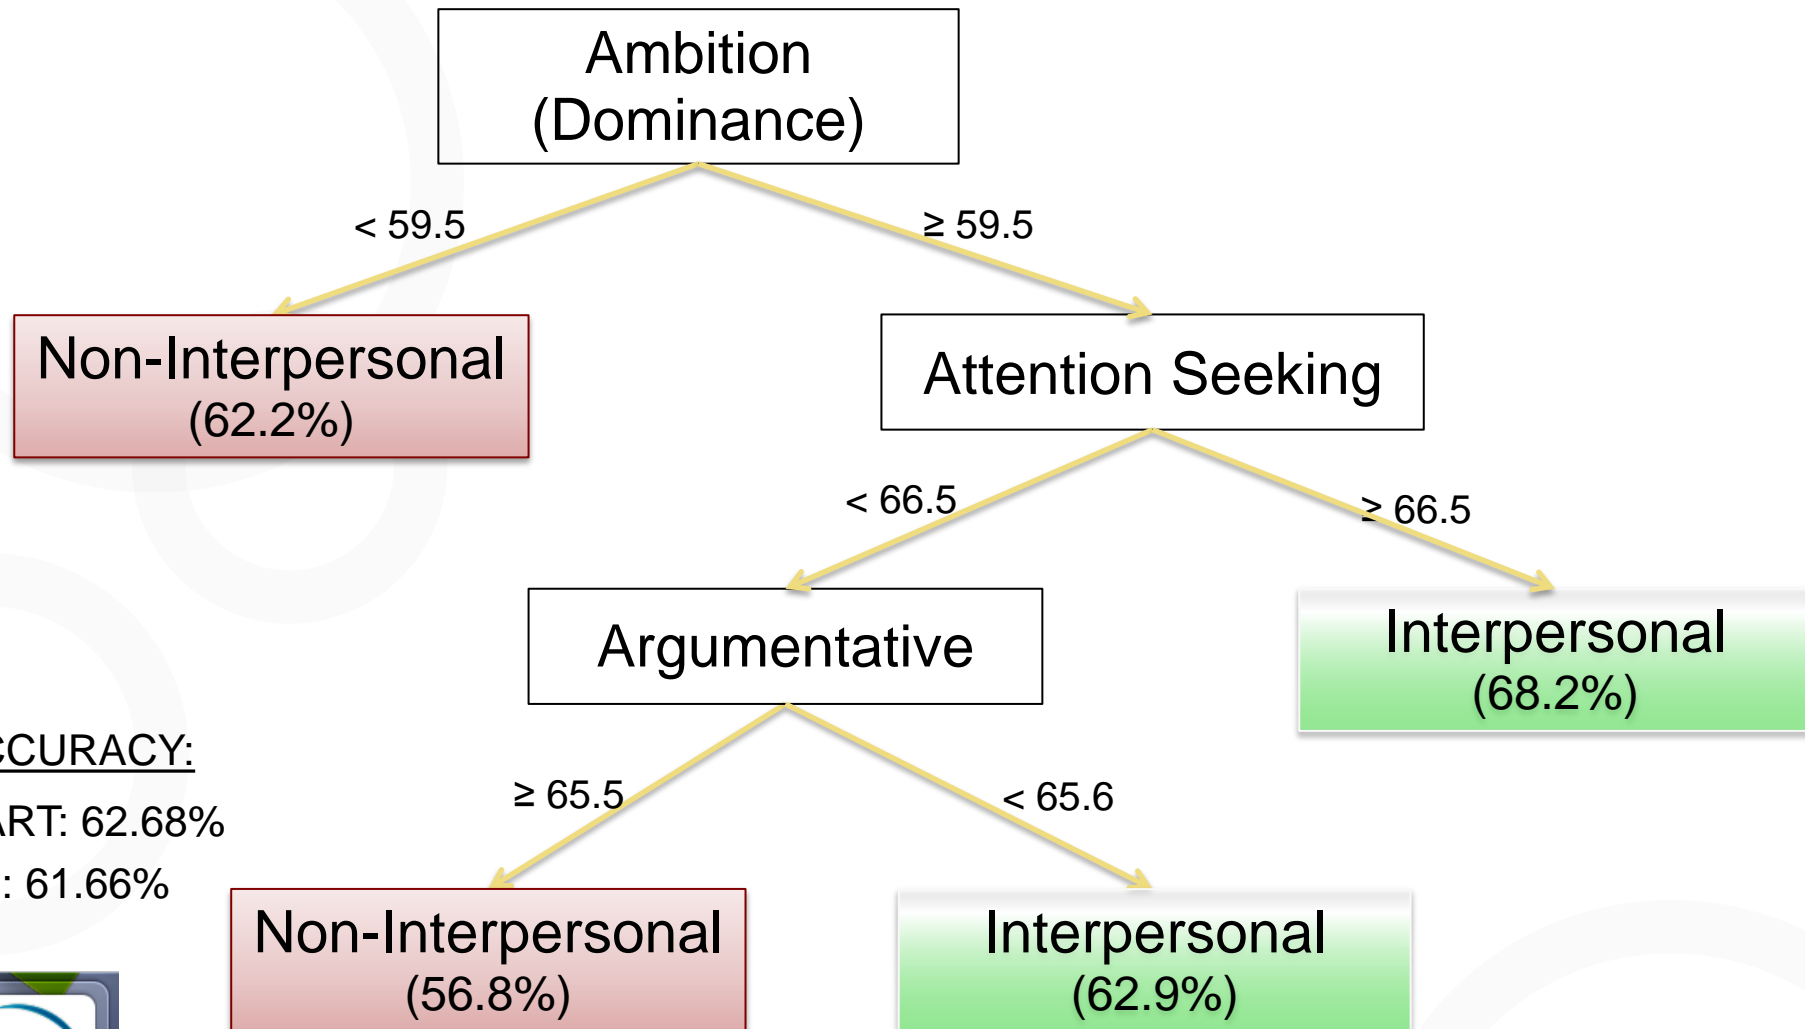 Ambition
(Dominance)
< 59.5
≥ 59.5
Non-Interpersonal
(62.2%)
Attention Seeking
< 66.5
≥ 66.5
Argumentative
Interpersonal
(68.2%)
CCURACY:
ART: 62.68%
: 61.66%
≥ 65.5
< 65.6
Non-Interpersonal
(56.8%)
Interpersonal
(62.9%)